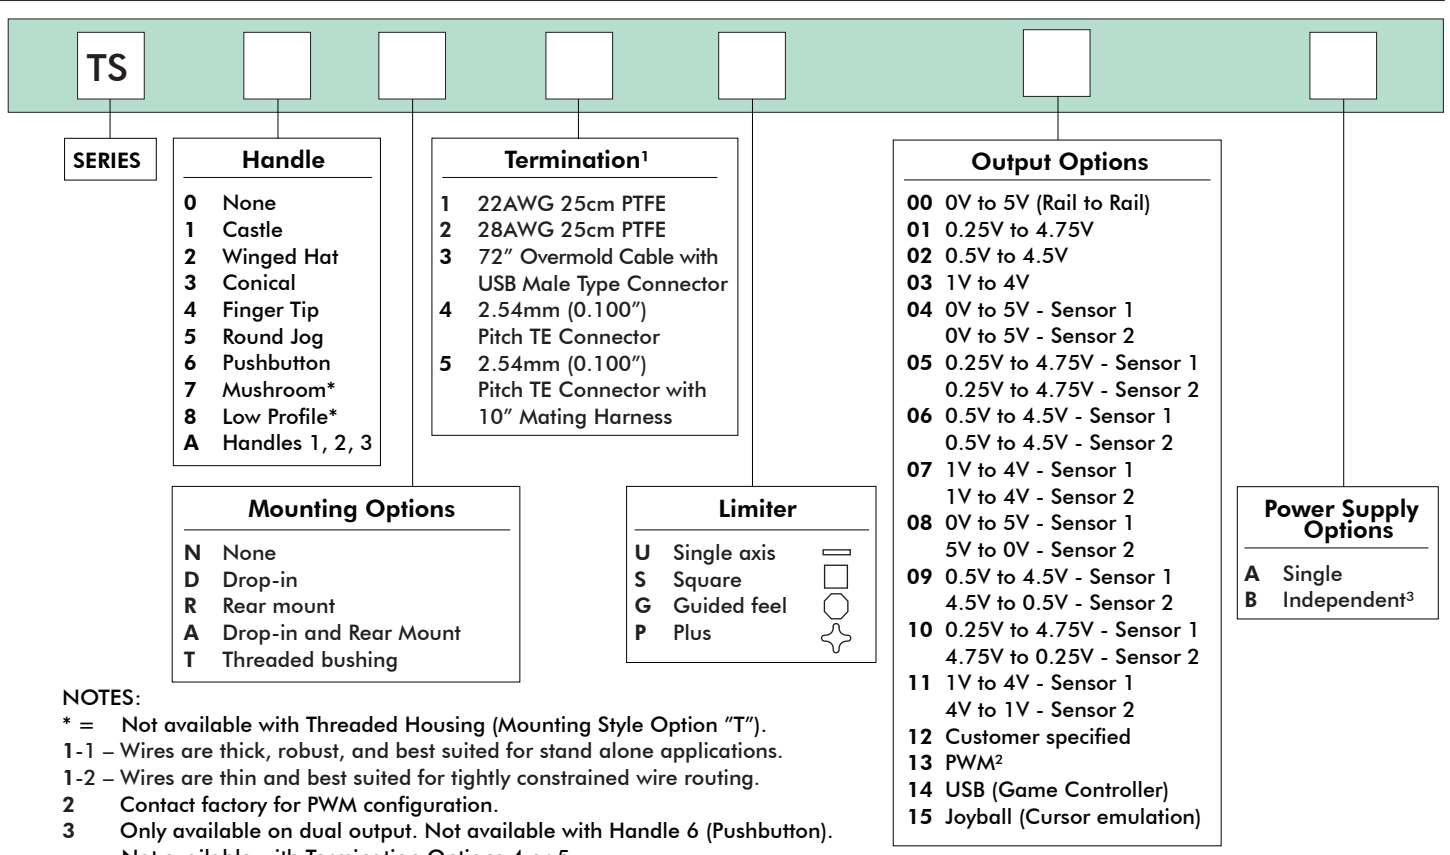 TS
SERIES
Handle
0 None
1 Castle
2 Winged Hat
3 Conical
4 Finger Tip
5 Round Jog
6 Pushbutton
7 Mushroom*
8 Low Profile*
A Handles 1, 2, 3
Termination¹
1 22AWG 25cm PTFE
2 28AWG 25cm PTFE
3 72” Overmold Cable with
USB Male Type Connector
4 2.54mm (0.100”)
Pitch TE Connector
5 2.54mm (0.100”)
Pitch TE Connector with
10” Mating Harness
Output Options
00 0V to 5V (Rail to Rail)
01 0.25V to 4.75V
02 0.5V to 4.5V
03 1V to 4V
04 0V to 5V - Sensor 1
0V to 5V - Sensor 2
05 0.25V to 4.75V - Sensor 1
0.25V to 4.75V - Sensor 2
06 0.5V to 4.5V - Sensor 1
0.5V to 4.5V - Sensor 2
07 1V to 4V - Sensor 1
1V to 4V - Sensor 2
08 0V to 5V - Sensor 1
5V to 0V - Sensor 2
09 0.5V to 4.5V - Sensor 1
4.5V to 0.5V - Sensor 2
10 0.25V to 4.75V - Sensor 1
4.75V to 0.25V - Sensor 2
11 1V to 4V - Sensor 1
4V to 1V - Sensor 2
12 Customer specified
13 PWM²
14 USB (Game Controller)
15 Joyball (Cursor emulation)
Mounting Options
N None
D Drop-in
R Rear mount
A Drop-in and Rear Mount
T Threaded bushing
Limiter
U Single axis
S Square
G Guided feel
P Plus
Power Supply
Options
A Single
B Independent³
NOTES:
* = Not available with Threaded Housing (Mounting Style Option ”T”).
1-1 – Wires are thick, robust, and best suited for stand alone applications.
1-2 – Wires are thin and best suited for tightly constrained wire routing.
2 Contact factory for PWM configuration.
3 Only available on dual output. Not available with Handle 6 (Pushbutton).
Not available with Termination Options 4 or 5